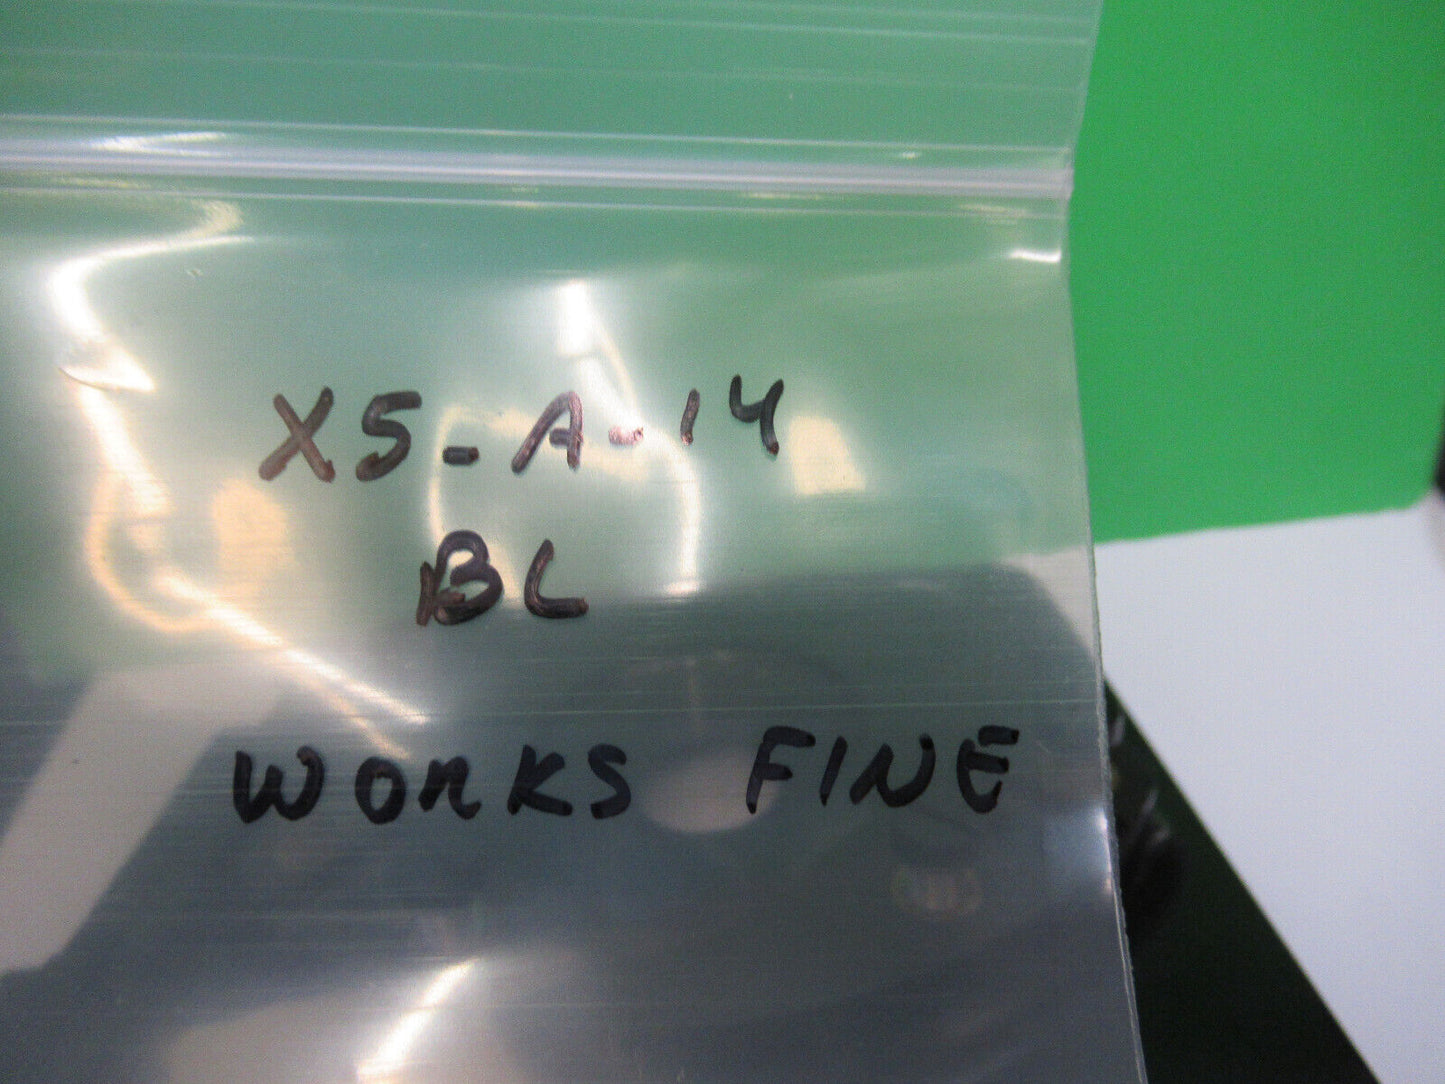 X5-A-14
BL
WORKS FINE